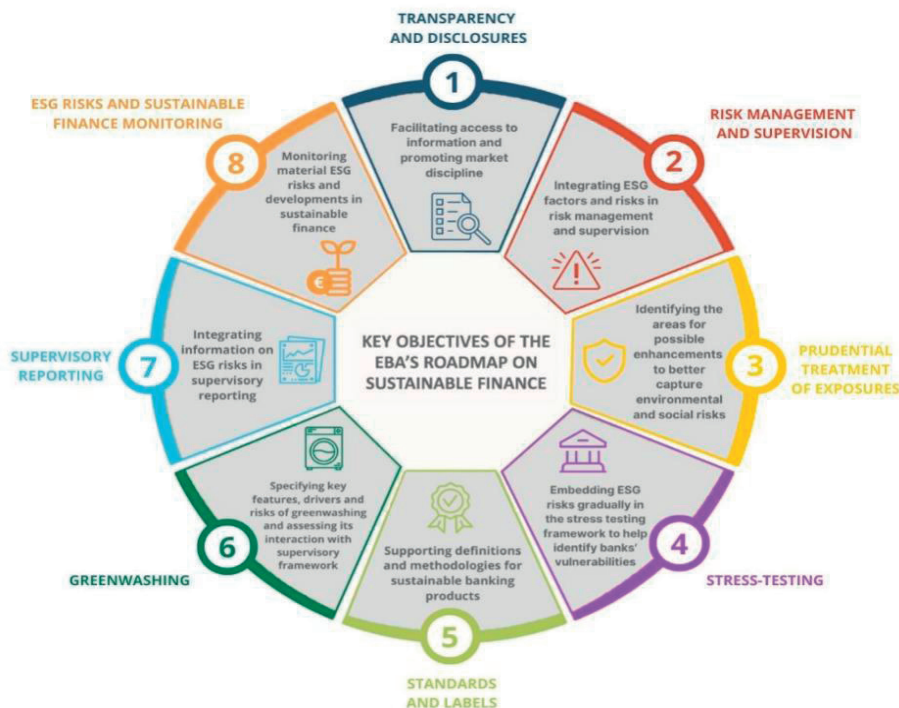 TRANSPARENCY
AND DISCLOSURES
1
Facilitating access to
information and
promoting market
discipline
RISK MANAGEMENT
AND SUPERVISION
2
Integrating ESG
factors and risks in
risk management
and supervision
PRUDENTIAL
TREATMENT
OF EXPOSURES
3
Identifying the
areas for
possible
enhancements
to better
capture
environmental
and social risks
STRESS-TESTING
4
Embedding ESG
risks gradually in
the stress testing
framework to help
identify banks'
vulnerabilities
STANDARDS
AND LABELS
5
Supporting definitions
and methodologies for
sustainable banking
products
GREENWASHING
6
Specifying key
features, drivers and
risks of greenwashing
and assessing its
interaction with
supervisory
framework
SUPERVISORY
REPORTING
7
Integrating
information on
ESG risks in
supervisory
reporting
ESG RISKS AND SUSTAINABLE
FINANCE MONITORING
8
Monitoring
material ESG
risks and
developments in
sustainable
finance
€
KEY OBJECTIVES OF THE
EBA'S ROADMAP ON
SUSTAINABLE FINANCE